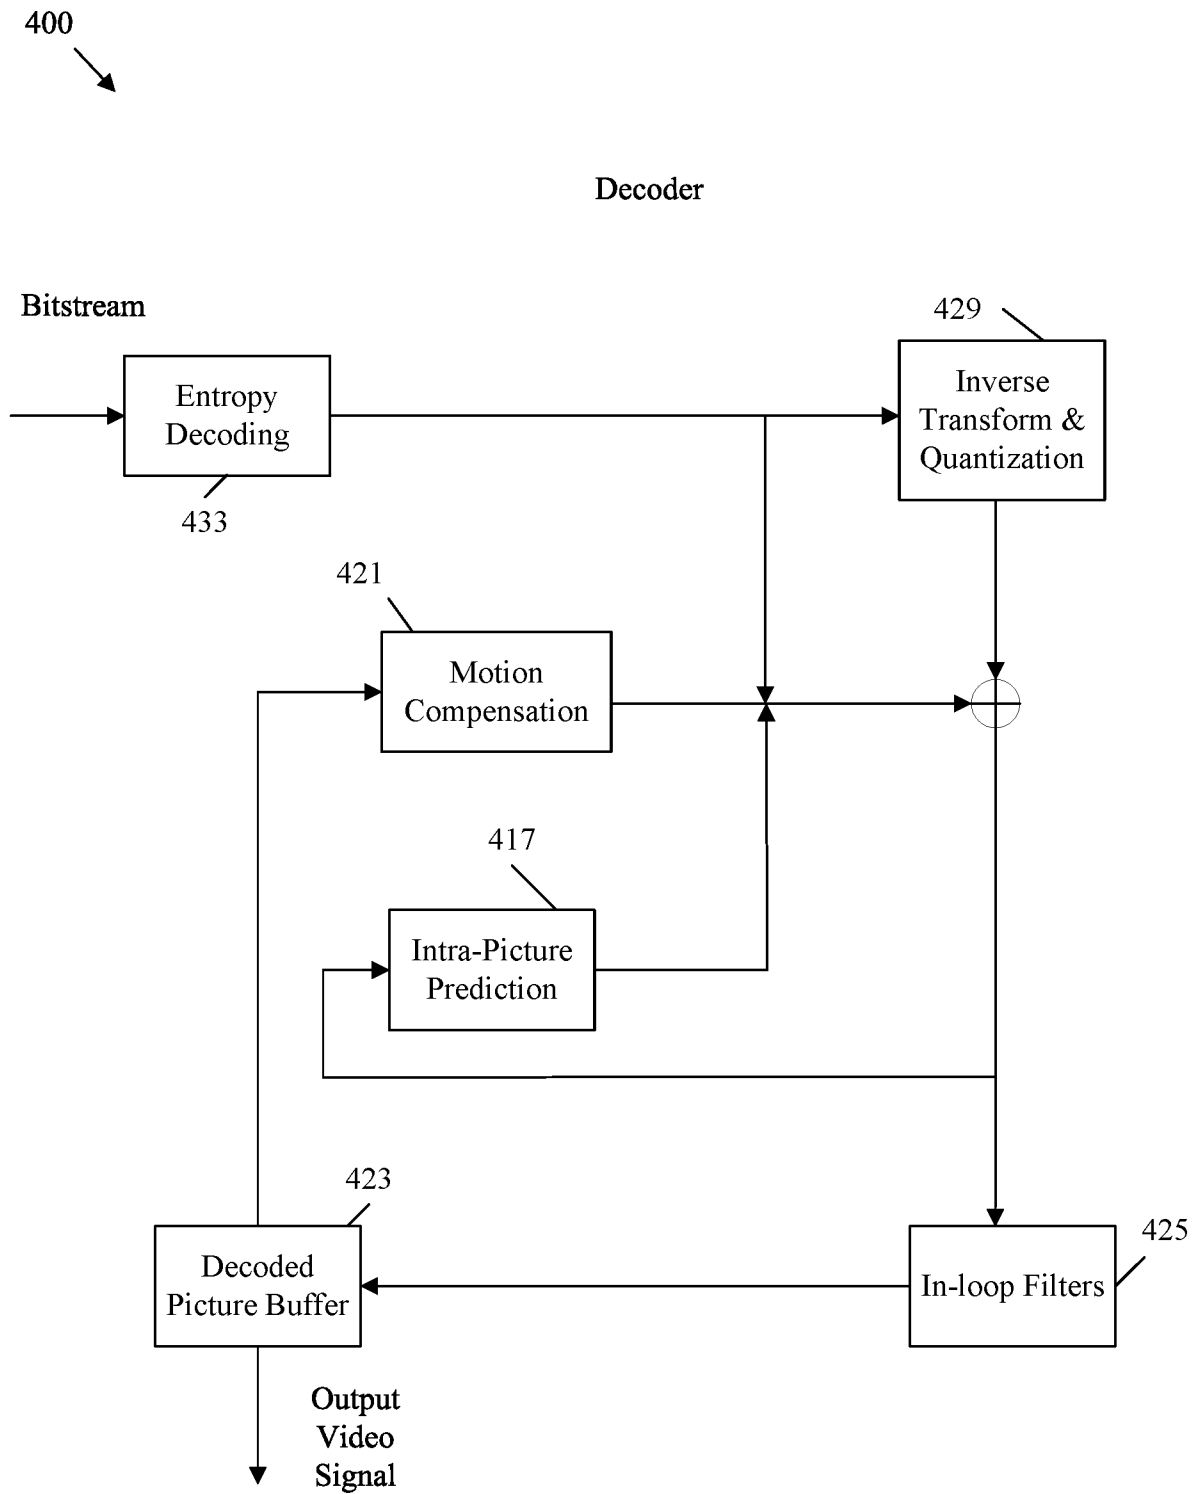 400
Decoder
Bitstream
429
Entropy
Decoding
433
Inverse
Transform &
Quantization
421
Motion
Compensation
417
Intra-Picture
Prediction
423
Decoded
Picture Buffer
425
In-loop Filters
Output
Video
Signal